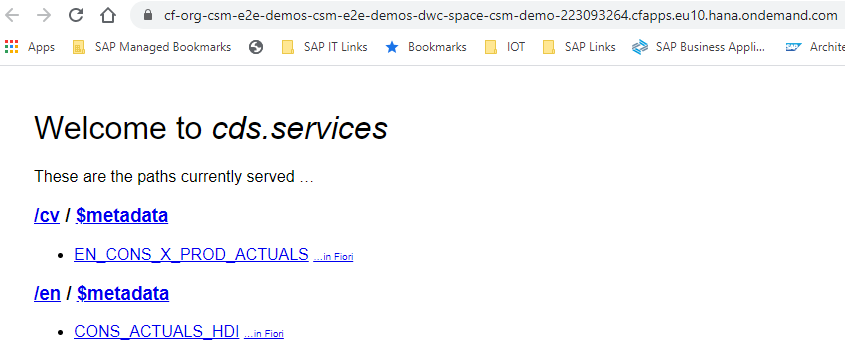 cf-org-csm-e2e-demos-csm-e2e-demos-dwc-space-csm-demo-223093264.cfapps.eu10.hana.ondemand.com
Apps SAP Managed Bookmarks SAP IT Links Bookmarks IOT SAP Links SAP Business Appli... Archite
Welcome to cds.services
These are the paths currently served …
/cv / $metadata
• EN_CONS_X_PROD_ACTUALS ...in Fiori
/en / $metadata
• CONS_ACTUALS_HDI ...in Fiori